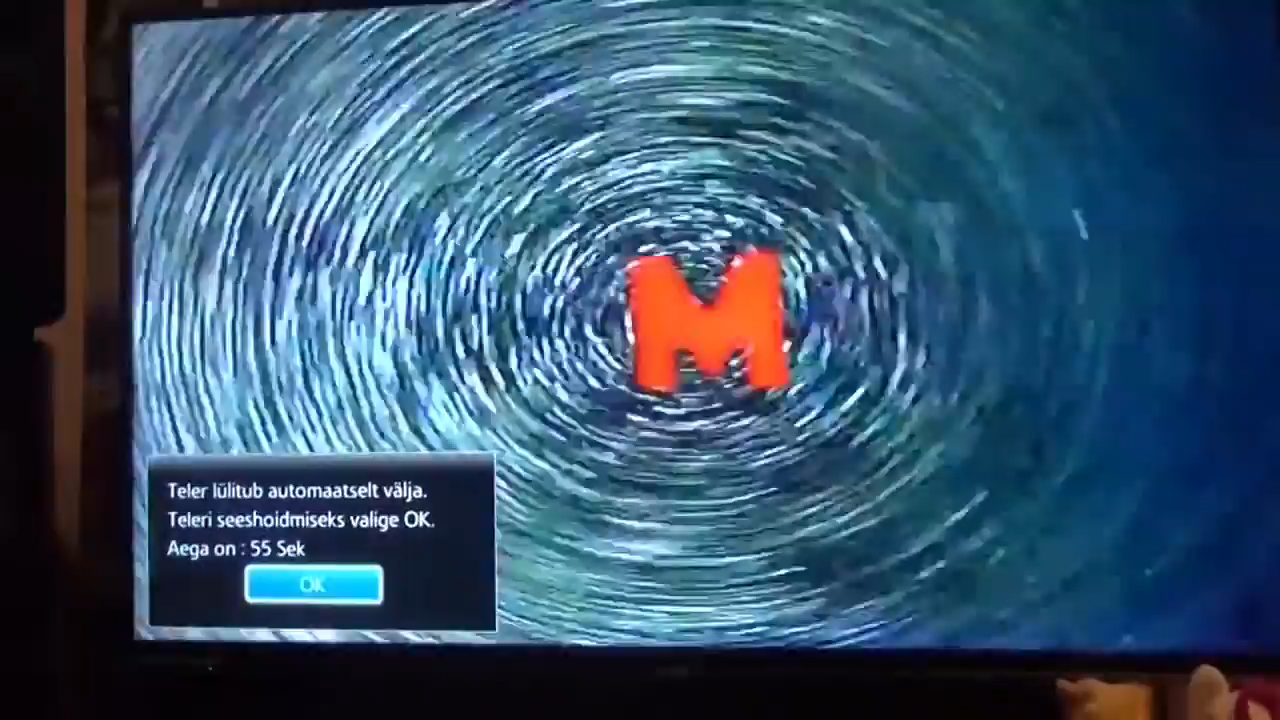 M
Teler lülitub automaatselt välja.
Teleri seeshoidmiseks valige OK.
Aega on : 55 Sek
OK